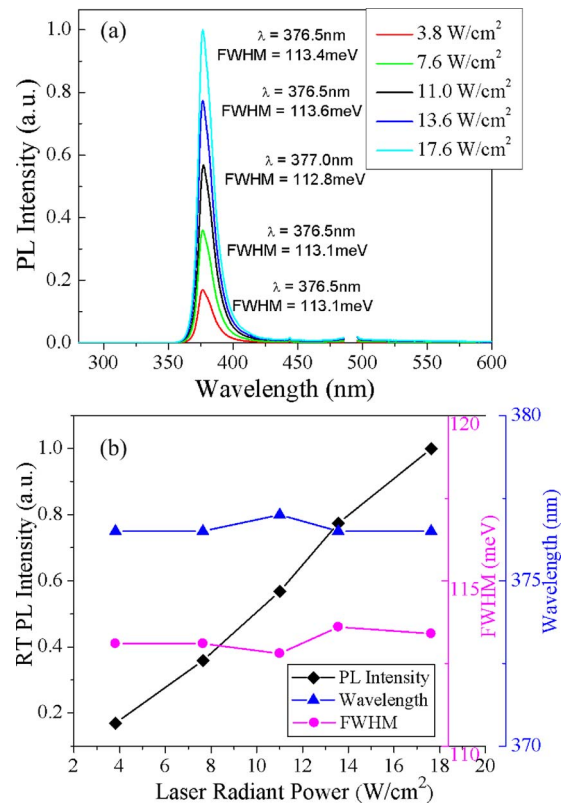 (a)
λ = 376.5nm
FWHM = 113.4meV
λ = 376.5nm
FWHM = 113.6meV
λ = 377.0nm
FWHM = 112.8meV
λ = 376.5nm
FWHM = 113.1meV
λ = 376.5nm
FWHM = 113.1meV
3.8 W/cm²
7.6 W/cm²
11.0 W/cm²
13.6 W/cm²
17.6 W/cm²
PL Intensity (a.u.)
1.0
0.8
0.6
0.4
0.2
0.0
300 350 400 450 500 550 600
Wavelength (nm)
(b)
RT PL Intensity (a.u.)
1.0
0.8
0.6
0.4
0.2
PL Intensity
Wavelength
FWHM
120
115
110
FWHM (meV)
380
375
370
Wavelength (nm)
2 4 6 8 10 12 14 16 18 20
Laser Radiant Power (W/cm²)